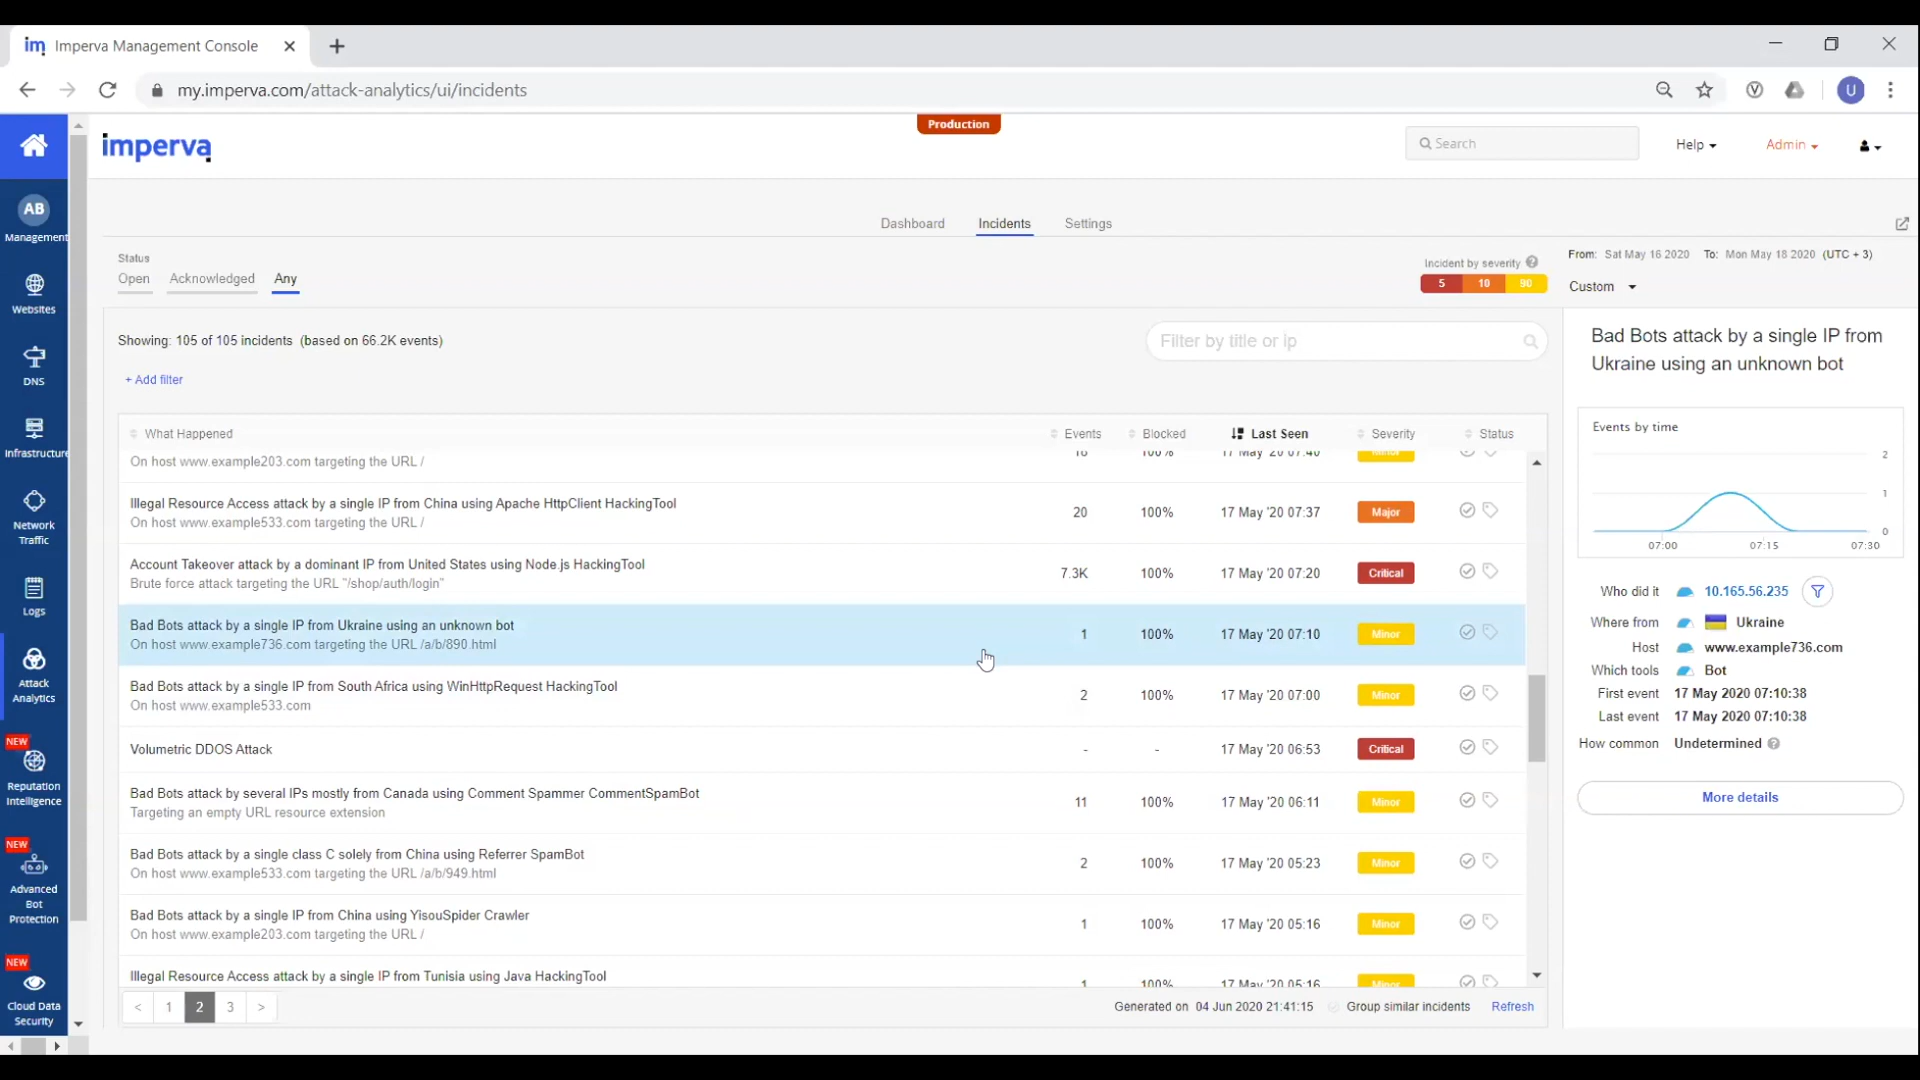 im Imperva Management Console
my.imperva.com/attack-analytics/ui/incidents
U
Production
imperva
Search
Help
Admin
AB
Management
Websites
DNS
Infrastructure
Network
Traffic
Logs
Attack
Analytics
NEW
Reputation
Intelligence
NEW
Advanced
Bot
Protection
NEW
Cloud Data
Security
Dashboard Incidents Settings
Status
Open Acknowledged Any
Incident by severity
5 10 90
From: Sat May 16 2020 To: Mon May 18 2020 (UTC + 3)
Custom
Showing: 105 of 105 incidents (based on 66.2K events)
Filter by title or ip
+ Add filter
What Happened Events Blocked Last Seen Severity Status
On host www.example203.com targeting the URL /
100% 17 May '20 07:40 Minor
Illegal Resource Access attack by a single IP from China using Apache HttpClient HackingTool
On host www.example533.com targeting the URL /
20 100% 17 May '20 07:37 Major
Account Takeover attack by a dominant IP from United States using Node.js HackingTool
Brute force attack targeting the URL "/shop/auth/login"
7.3K 100% 17 May '20 07:20 Critical
Bad Bots attack by a single IP from Ukraine using an unknown bot
On host www.example736.com targeting the URL /a/b/890.html
1 100% 17 May '20 07:10 Minor
Bad Bots attack by a single IP from South Africa using WinHttpRequest HackingTool
On host www.example533.com
2 100% 17 May '20 07:00 Minor
Volumetric DDOS Attack
- - 17 May '20 06:53 Critical
Bad Bots attack by several IPs mostly from Canada using Comment Spammer CommentSpamBot
Targeting an empty URL resource extension
11 100% 17 May '20 06:11 Minor
Bad Bots attack by a single class C solely from China using Referrer SpamBot
On host www.example533.com targeting the URL /a/b/949.html
2 100% 17 May '20 05:23 Minor
Bad Bots attack by a single IP from China using YisouSpider Crawler
On host www.example203.com targeting the URL /
1 100% 17 May '20 05:16 Minor
Illegal Resource Access attack by a single IP from Tunisia using Java HackingTool
1 100% 17 May '20 05:16 Minor
< 1 2 3 >
Generated on 04 Jun 2020 21:41:15 Group similar incidents Refresh
Bad Bots attack by a single IP from
Ukraine using an unknown bot
Events by time
2
1
0
07:00 07:15 07:30
Who did it 10.165.56.235
Where from Ukraine
Host www.example736.com
Which tools Bot
First event 17 May 2020 07:10:38
Last event 17 May 2020 07:10:38
How common Undetermined
More details